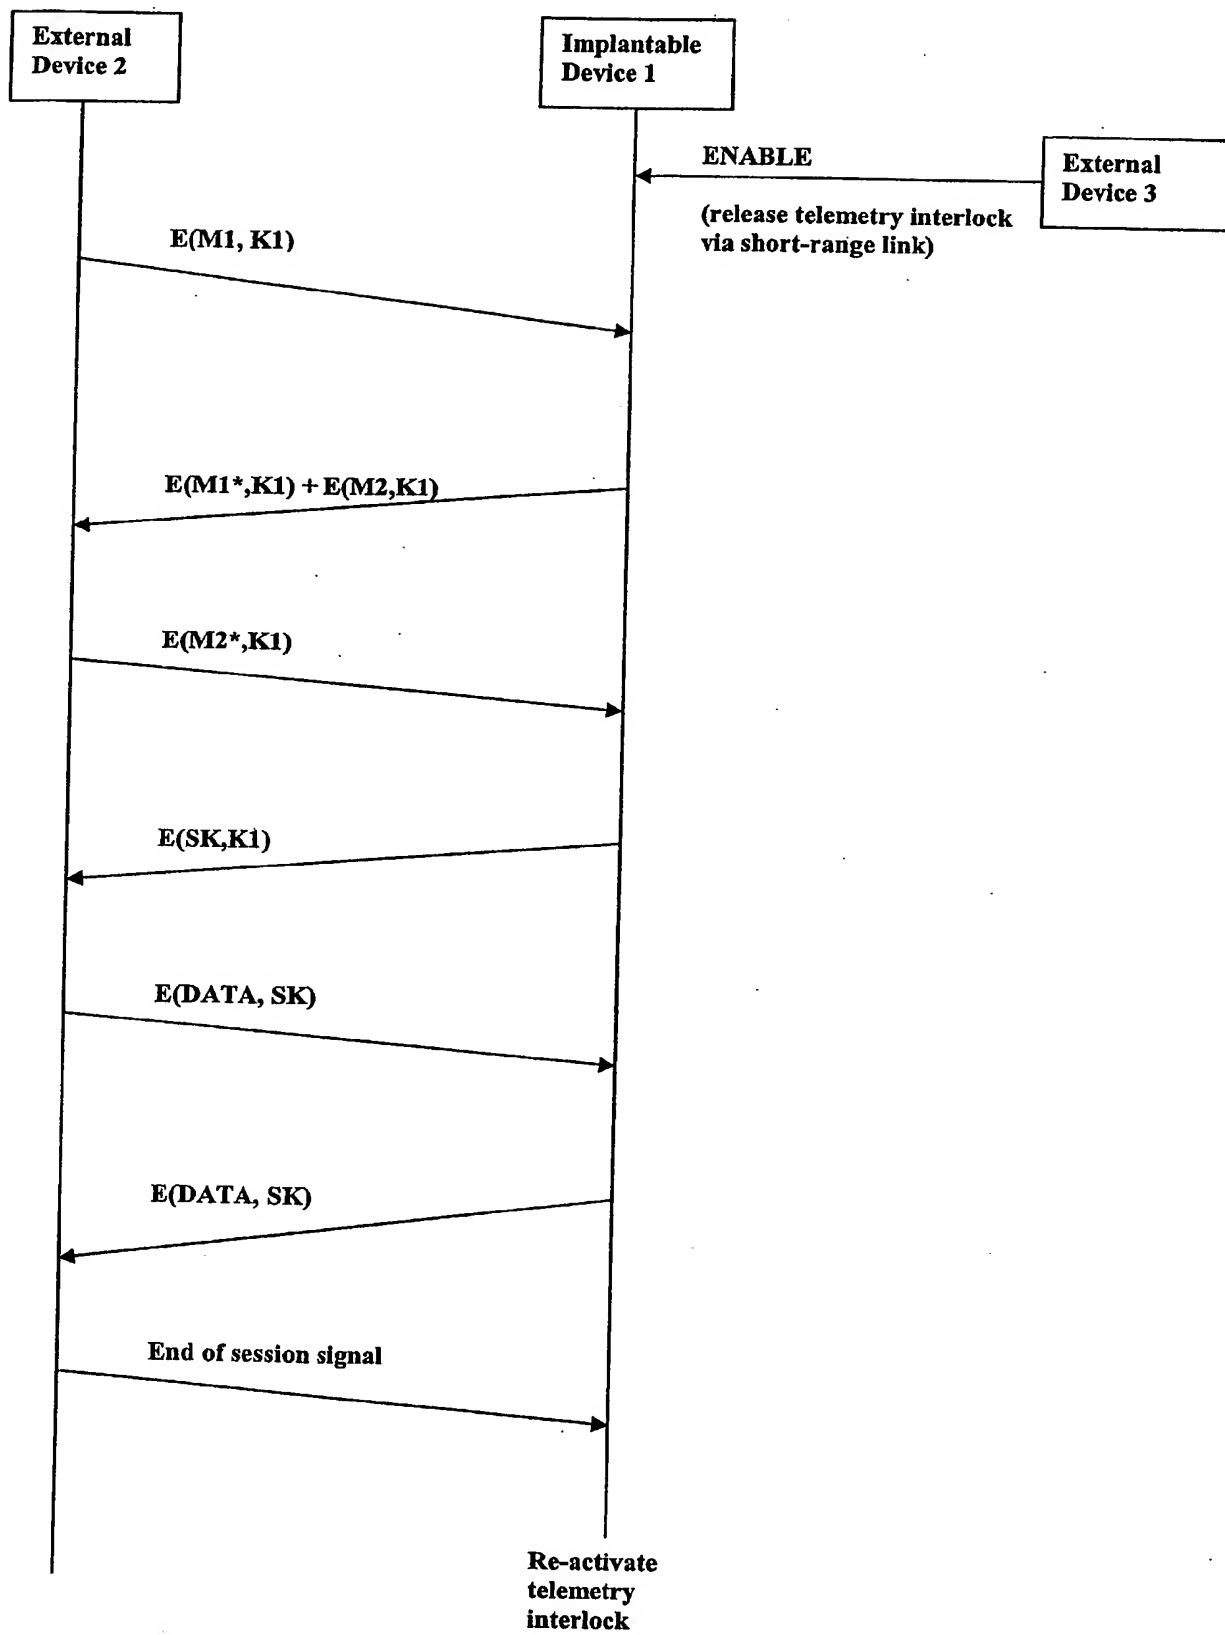 External
Device 2
Implantable
Device 1
ENABLE
External
Device 3
(release telemetry interlock
via short-range link)
E(M1, K1)
E(M1*,K1) + E(M2,K1)
E(M2*,K1)
E(SK,K1)
E(DATA, SK)
E(DATA, SK)
End of session signal
Re-activate
telemetry
interlock